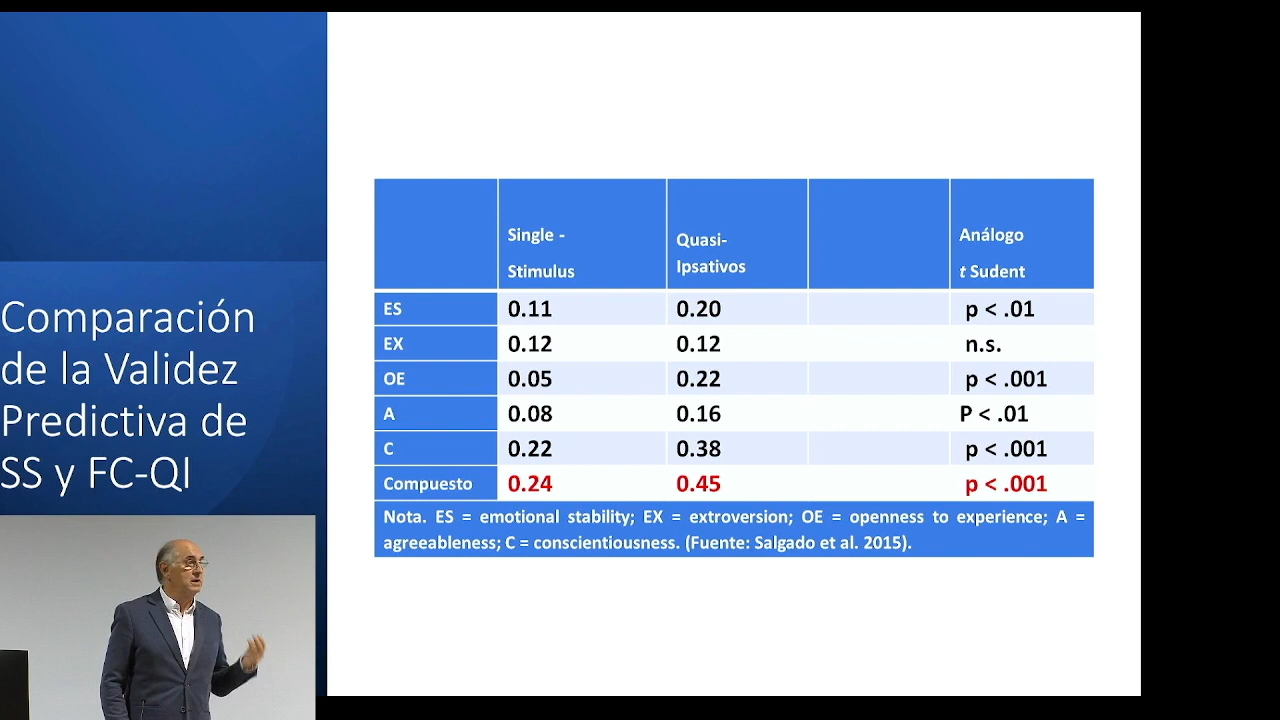 Comparación
de la Validez
Predictiva de
SS y FC-QI
Single -
Stimulus
Quasi-
Ipsativos
Análogo
t Sudent
ES 0.11 0.20 p < .01
EX 0.12 0.12 n.s.
OE 0.05 0.22 p < .001
A 0.08 0.16 P < .01
C 0.22 0.38 p < .001
Compuesto 0.24 0.45 p < .001
Nota. ES = emotional stability; EX = extroversion; OE = openness to experience; A =
agreeableness; C = conscientiousness. (Fuente: Salgado et al. 2015).